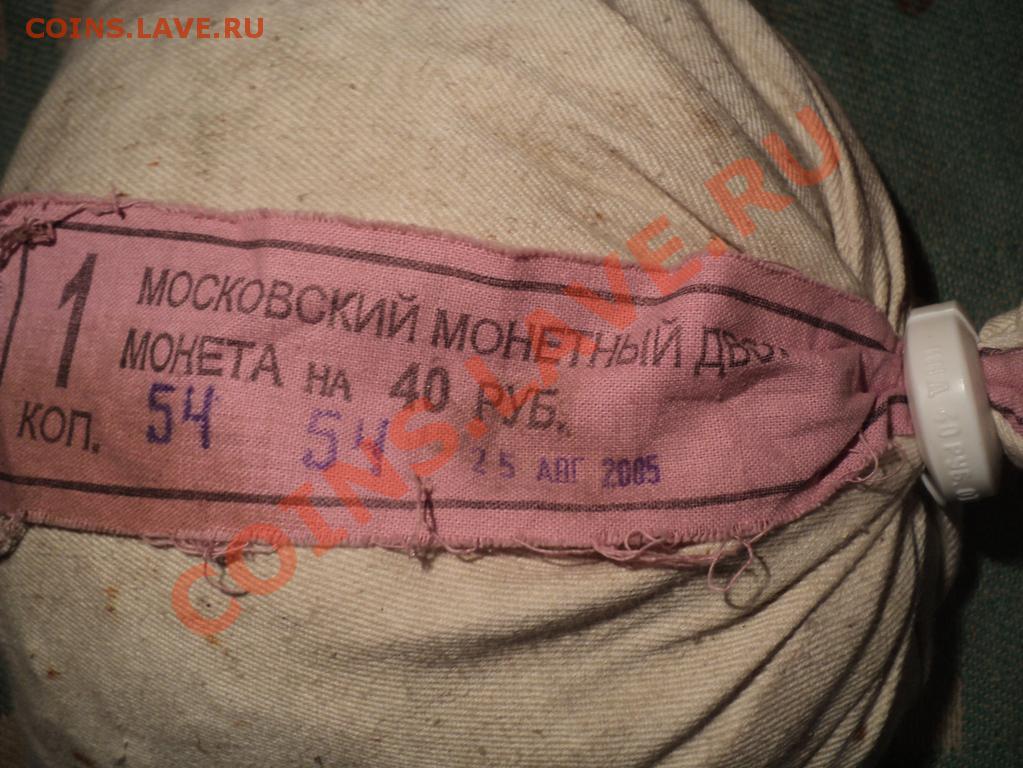 COINS.LAVE.RU
1
КОП.
МОСКОВСКИЙ МОНЕТНЫЙ
МОНЕТА НА 40 РУБ.
54 54 25 АВГ 2005
COINS.LAVE.RU